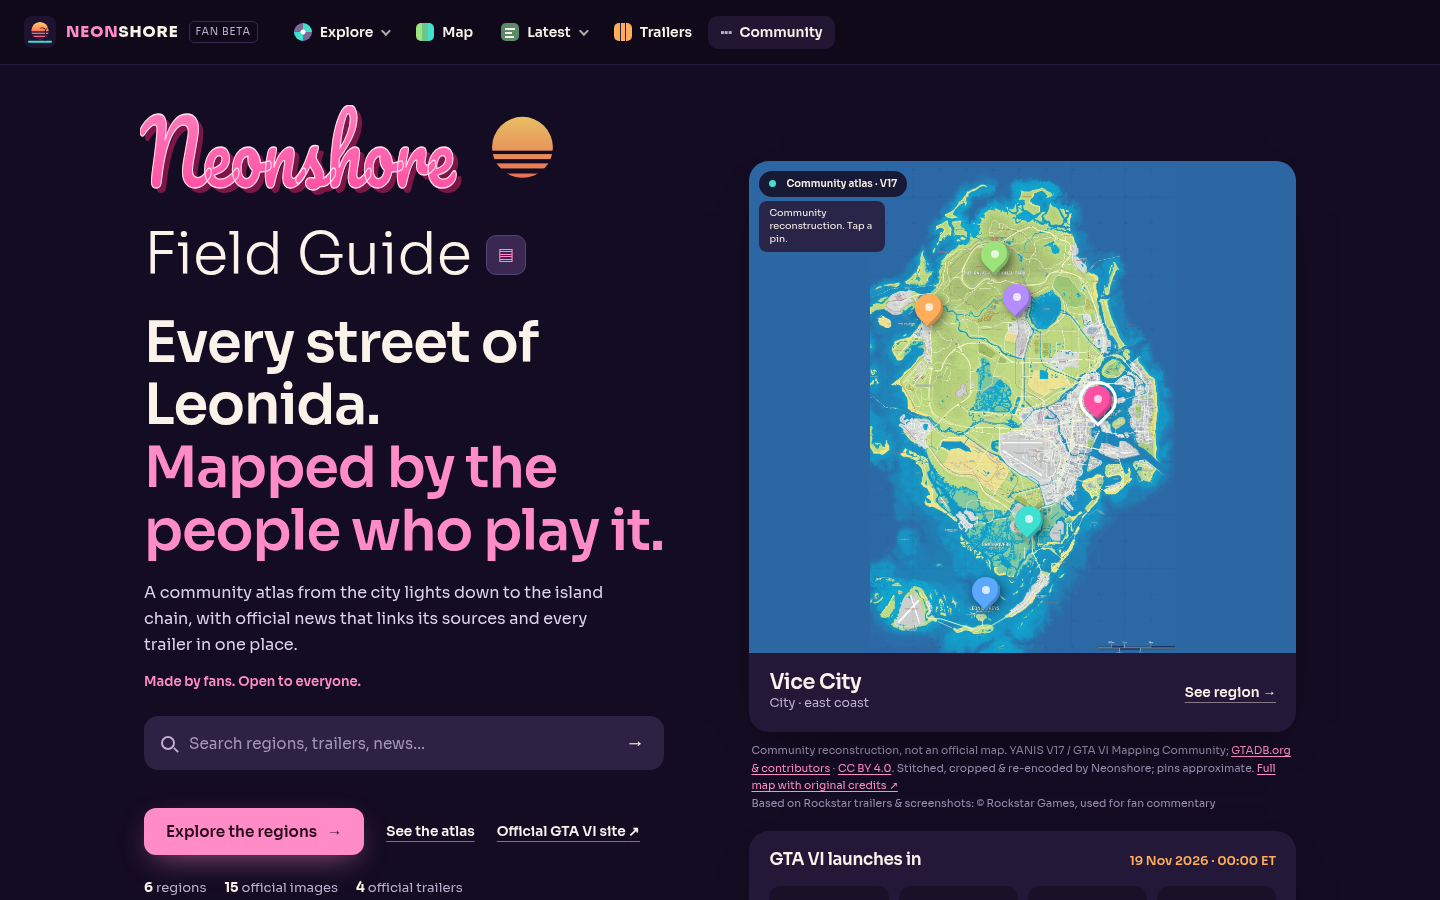 NEONSHORE FAN BETA Explore Map Latest Trailers Community
Neonshore
Field Guide
Every street of
Leonida.
Mapped by the
people who play it.
A community atlas from the city lights down to the island
chain, with official news that links its sources and every
trailer in one place.
Made by fans. Open to everyone.
Search regions, trailers, news...
→
Explore the regions →
See the atlas
Official GTA VI site ↗
6 regions 15 official images 4 official trailers
Community atlas · V17
Community
reconstruction. Tap a
pin.
Vice City
City · east coast
See region →
Community reconstruction, not an official map. YANIS V17 / GTA VI Mapping Community; GTADB.org
& contributors · CC BY 4.0. Stitched, cropped & re-encoded by Neonshore; pins approximate. Full
map with original credits ↗
Based on Rockstar trailers & screenshots: © Rockstar Games, used for fan commentary
GTA VI launches in
19 Nov 2026 · 00:00 ET